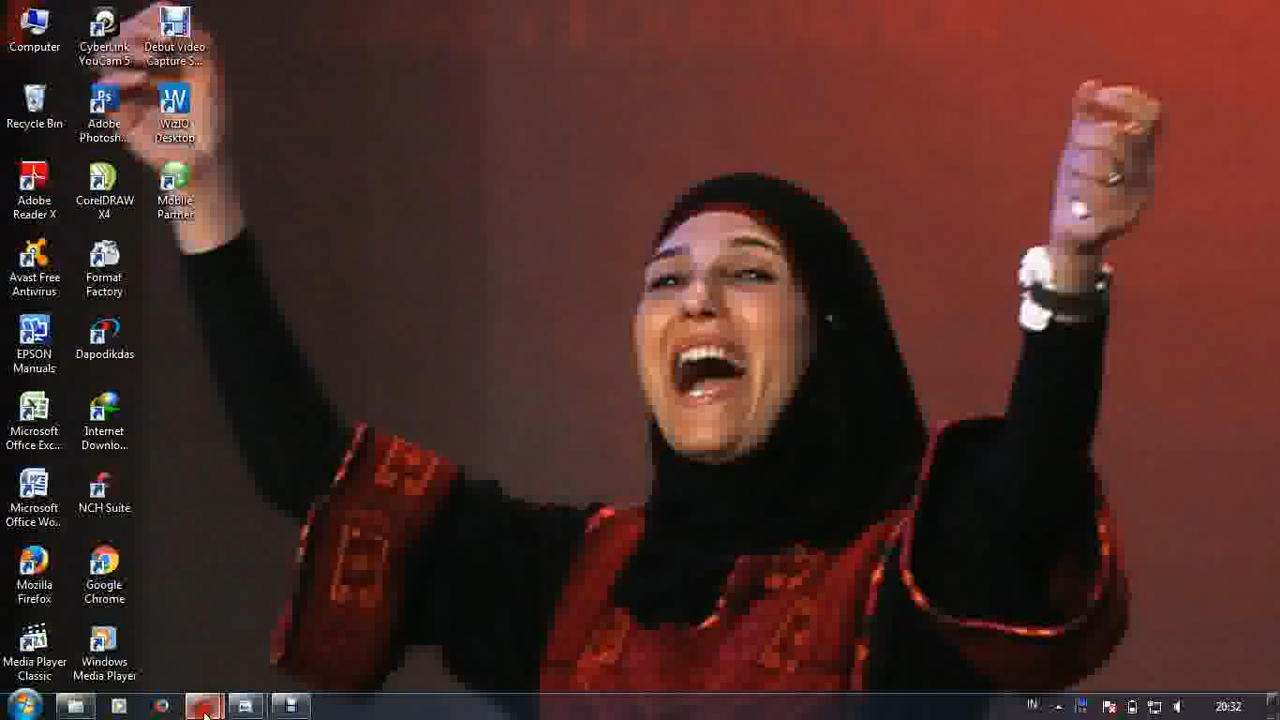 Computer
Recycle Bin
Adobe
Reader X
Avast Free
Antivirus
EPSON
Manuals
Microsoft
Office Exc...
Microsoft
Office Wo...
Mozilla
Firefox
Media Player
Classic
CyberLink
YouCam 5
Ps
Adobe
Photosh...
CorelDRAW
X4
Format
Factory
Dapodikdas
Internet
Downlo...
NCH Suite
Google
Chrome
Windows
Media Player
Debut Video
Capture S...
W
WizIQ
Desktop
Mobile
Partner
IN
20:32